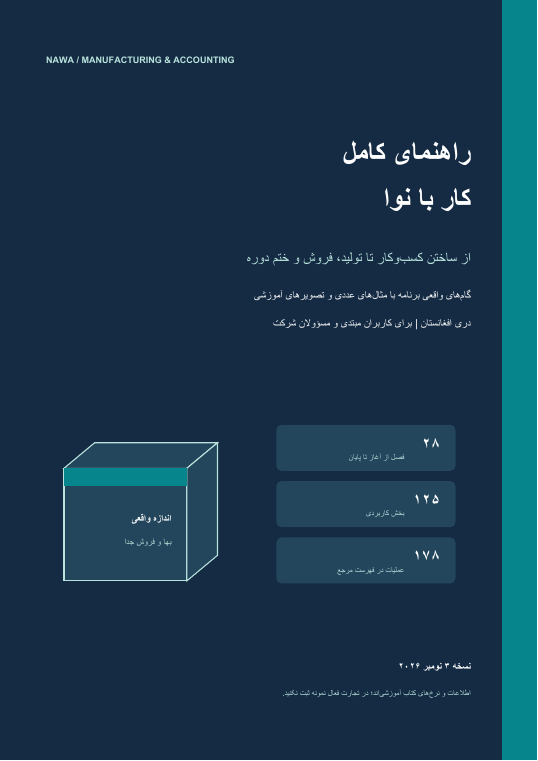 NAWA / MANUFACTURING & ACCOUNTING
راهنمای کامل
کار با نوا
از ساختن کسب‌وکار تا تولید، فروش و ختم دوره
گام‌های واقعی برنامه با مثال‌های عددی و تصویرهای آموزشی
دری افغانستان | برای کاربران مبتدی و مسوولان شرکت
۲۸
فصل از آغاز تا پایان
۱۲۵
بخش کاربردی
۱۷۸
عملیات در فهرست مرجع
اندازه واقعی
بها و فروش جدا
نسخه ۳ نومبر ۲۰۲۶
اطلاعات و نرخ‌های کتاب آموزشی‌اند؛ در تجارت فعال نمونه ثبت نکنید.